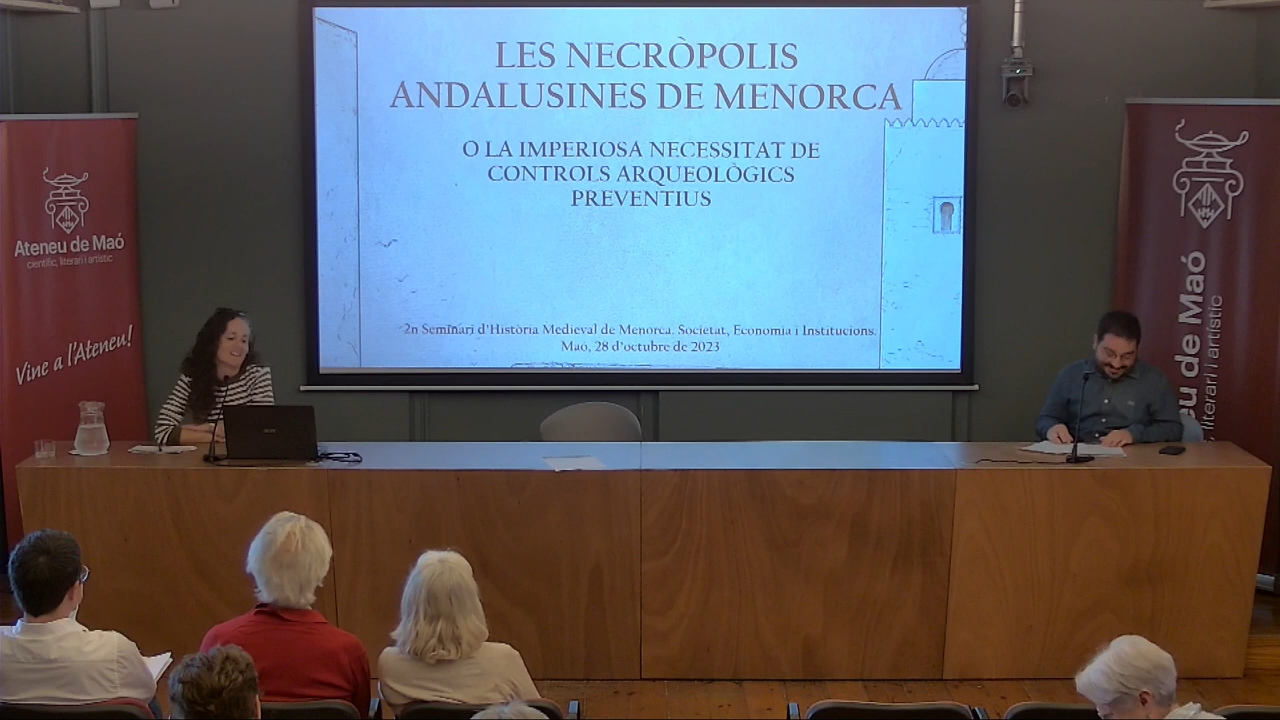 LES NECRÒPOLIS
ANDALUSINES DE MENORCA
O LA IMPERIOSA NECESSITAT DE
CONTROLS ARQUEOLÒGICS
PREVENTIUS
2n Seminari d'Història Medieval de Menorca. Societat, Economia i Institucions.
Maó, 28 d'octubre de 2023
Ateneu de Maó
científic, literari i artístic
Vine a l'Ateneu!
eu de Maó
, literari i artístic